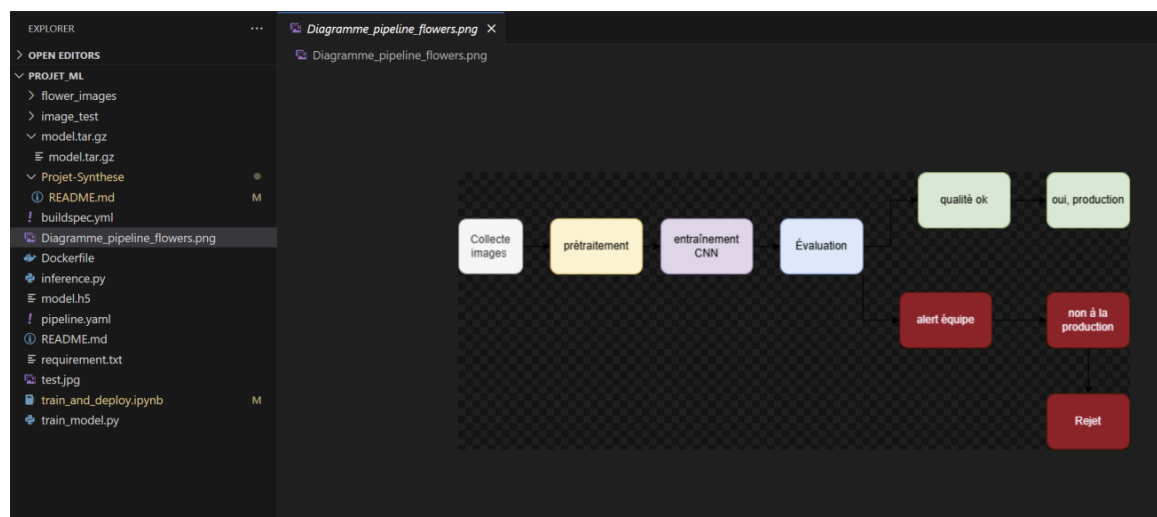 EXPLORER
...
OPEN EDITORS
PROJET_ML
flower_images
image_test
model.tar.gz
model.tar.gz
Projet-Synthese
README.md M
buildspec.yml
Diagramme_pipeline_flowers.png
Dockerfile
inference.py
model.h5
pipeline.yaml
README.md
requirement.txt
test.jpg
train_and_deploy.ipynb M
train_model.py
Diagramme_pipeline_flowers.png
Diagramme_pipeline_flowers.png
Collecte
images
prétraitement
entraînement
CNN
Évaluation
qualité ok
oui, production
alert équipe
non à la
production
Rejet